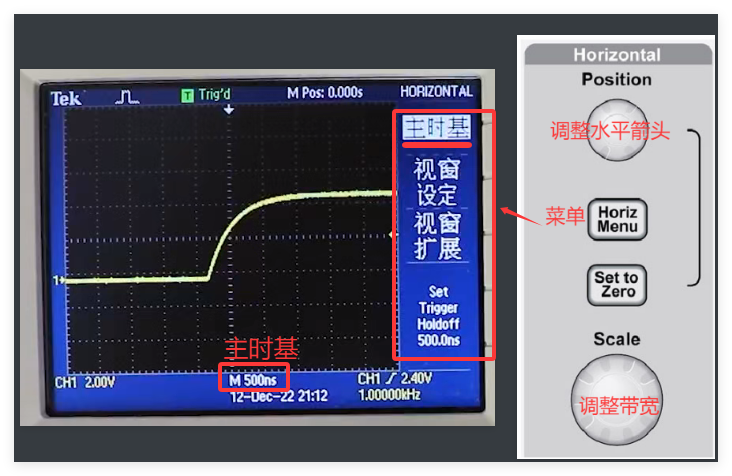 Tek
T Trig'd
M Pos: 0.000s
HORIZONTAL
主时基
视窗
设定
视窗
扩展
Set
Trigger
Holdoff
500.0ns
1
主时基
CH1 2.00V
M 500ns
CH1 / 2.40V
12-Dec-22 21:12
1.00000kHz
Horizontal
Position
调整水平箭头
菜单
Horiz
Menu
Set to
Zero
Scale
调整带宽